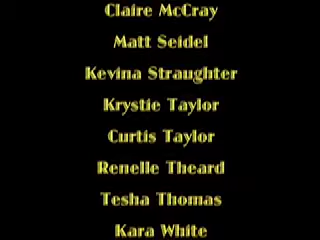 Claire McCray
Matt Seidel
Kevina Straughter
Krystie Taylor
Curtis Taylor
Renelle Theard
Tesha Thomas
Kara White